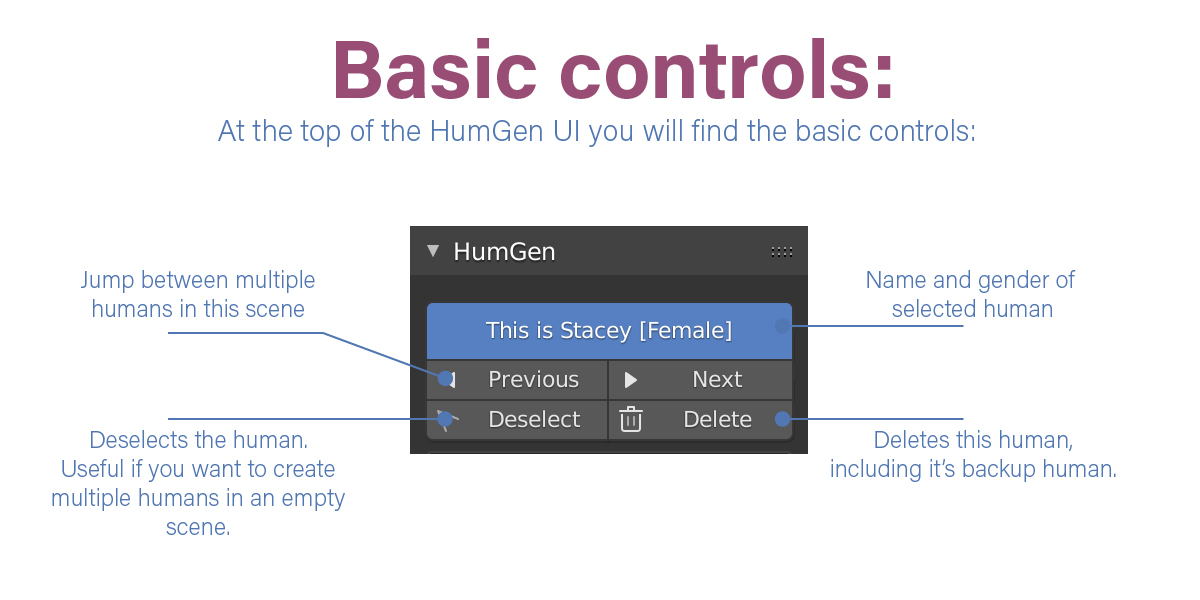 Basic controls:
At the top of the HumGen UI you will find the basic controls:
HumGen
Jump between multiple
humans in this scene
Name and gender of
selected human
This is Stacey [Female]
Previous
Next
Deselect
Delete
Deselects the human.
Useful if you want to create
multiple humans in an empty
scene.
Deletes this human,
including it's backup human.